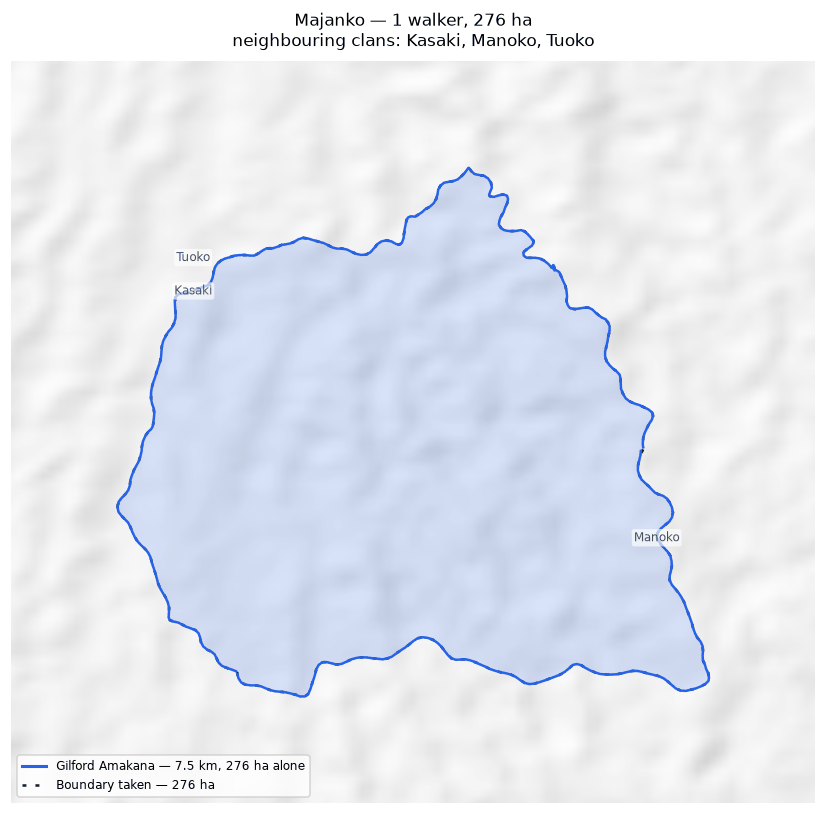 Majanko — 1 walker, 276 ha
neighbouring clans: Kasaki, Manoko, Tuoko
Tuoko
Kasaki
Manoko
Gilford Amakana — 7.5 km, 276 ha alone
Boundary taken — 276 ha